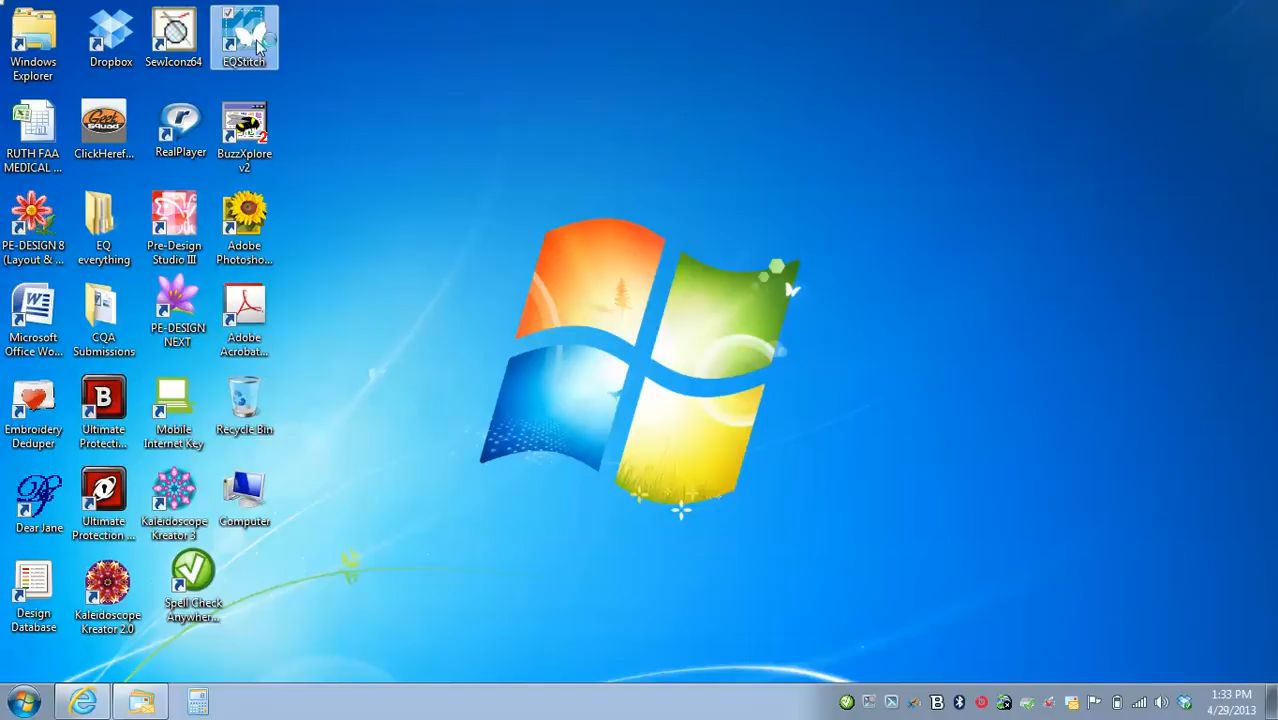 Windows
Explorer
Dropbox
SewIconz64
EQStitch
RUTH FAA
MEDICAL ...
Geek
SQUAD
ClickHeref...
RealPlayer
2
BuzzXplore
v2
PE-DESIGN 8
(Layout & ...
EQ
everything
Pre-Design
Studio III
Adobe
Photosho...
Microsoft
Office Wo...
CQA
Submissions
PE-DESIGN
NEXT
Adobe
Acrobat...
Embroidery
Deduper
B
Ultimate
Protecti...
Mobile
Internet Key
Recycle Bin
Dear Jane
Ultimate
Protection ...
Kaleidoscope
Kreator 3
Computer
Design
Database
Kaleidoscope
Kreator 2.0
Spell Check
Anywher...
B
1:33 PM
4/29/2013